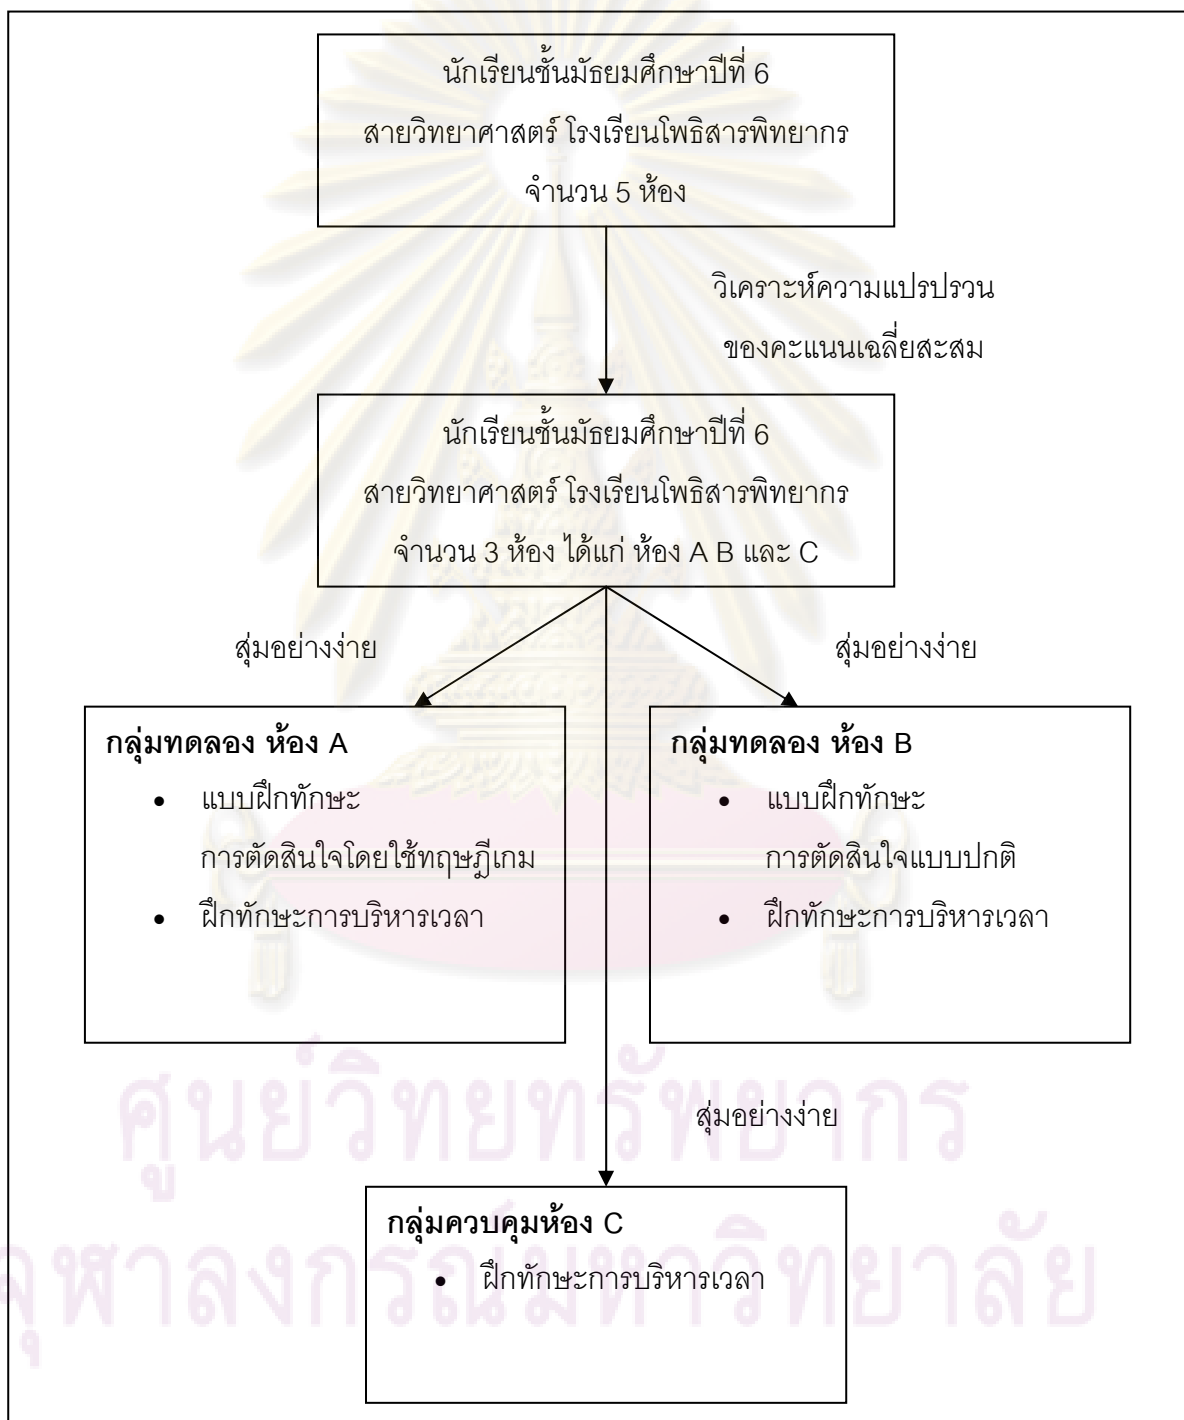 นักเรียนชั้นมัธยมศึกษาปีที่ 6
สายวิทยาศาสตร์ โรงเรียนโพธิสารพิทยากร
จำนวน 5 ห้อง
วิเคราะห์ความแปรปรวน
ของคะแนนเฉลี่ยสะสม
นักเรียนชั้นมัธยมศึกษาปีที่ 6
สายวิทยาศาสตร์ โรงเรียนโพธิสารพิทยากร
จำนวน 3 ห้อง ได้แก่ ห้อง A B และ C
สุ่มอย่างง่าย
สุ่มอย่างง่าย
กลุ่มทดลอง ห้อง A
• แบบฝึกทักษะ
การตัดสินใจโดยใช้ทฤษฎีเกม
• ฝึกทักษะการบริหารเวลา
กลุ่มทดลอง ห้อง B
• แบบฝึกทักษะ
การตัดสินใจแบบปกติ
• ฝึกทักษะการบริหารเวลา
สุ่มอย่างง่าย
กลุ่มควบคุมห้อง C
• ฝึกทักษะการบริหารเวลา
ศูนย์วิทยทรัพยากร
จุฬาลงกรณ์มหาวิทยาลัย